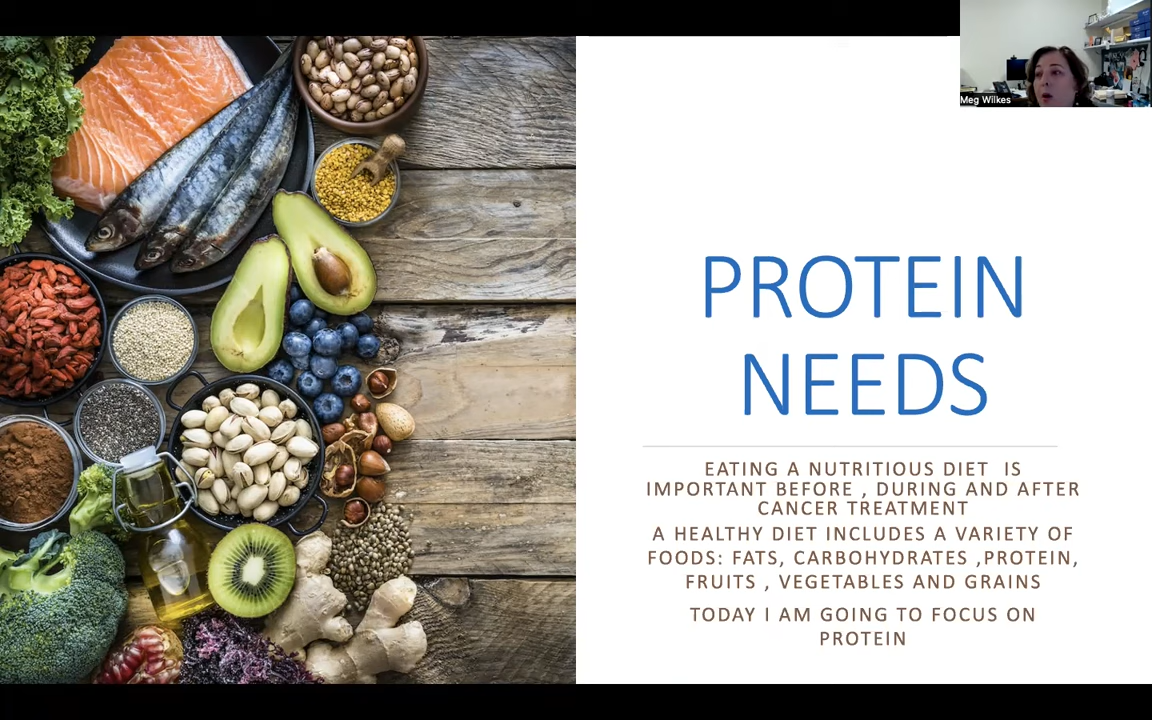 Meg Wilkes
PROTEIN
NEEDS
EATING A NUTRITIOUS DIET IS
IMPORTANT BEFORE , DURING AND AFTER
CANCER TREATMENT
A HEALTHY DIET INCLUDES A VARIETY OF
FOODS: FATS, CARBOHYDRATES ,PROTEIN,
FRUITS , VEGETABLES AND GRAINS
TODAY I AM GOING TO FOCUS ON
PROTEIN